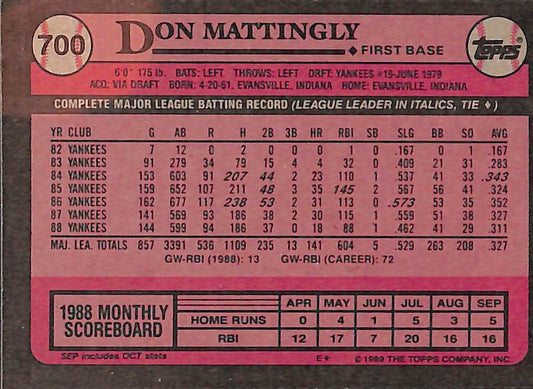 700
DON MATTINGLY
♦ FIRST BASE
TOPPS
6'0" 175 lb. BATS: LEFT THROWS: LEFT DRFT: YANKEES #19-JUNE 1979
ACQ: VIA DRAFT BORN: 4-20-61, EVANSVILLE, INDIANA HOME: EVANSVILLE, INDIANA
COMPLETE MAJOR LEAGUE BATTING RECORD (LEAGUE LEADER IN ITALICS, TIE ♦)
YR CLUB G AB R H 2B 3B HR RBI SB SLG BB SO AVG
82 YANKEES 7 12 0 2 0 0 0 1 0 .167 0 1 .167
83 YANKEES 91 279 34 79 15 4 4 32 0 .409 21 31 .283
84 YANKEES 153 603 91 207 44 2 23 110 1 .537 41 33 .343
85 YANKEES 159 652 107 211 48 3 35 145 2 .567 56 41 .324
86 YANKEES 162 677 117 238 53 2 31 113 0 .573 53 35 .352
87 YANKEES 141 569 93 186 38 2 30 115 1 .559 51 38 .327
88 YANKEES 144 599 94 186 37 0 18 88 1 .462 41 29 .311
MAJ. LEA. TOTALS 857 3391 536 1109 235 13 141 604 5 .529 263 208 .327
GW-RBI (1988): 13 GW-RBI (CAREER): 72
1988 MONTHLY SCOREBOARD
APR MAY JUN JUL AUG SEP
HOME RUNS 0 4 1 5 3 5
RBI 12 17 7 20 16 16
SEP includes OCT stats
E* © 1989 THE TOPPS COMPANY, INC.